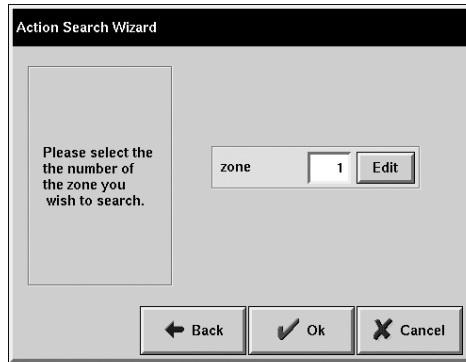 Action Search Wizard
Please select the
the number of
the zone you
wish to search.
zone 1 Edit
Back Ok Cancel